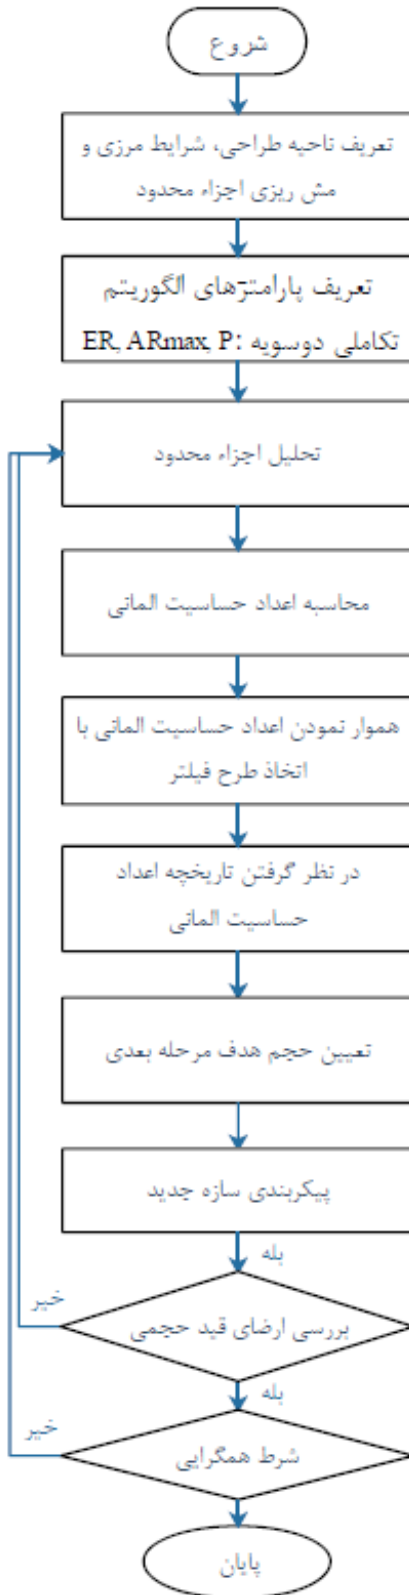 شروع
تعریف ناحیه طراحی، شرایط مرزی و
مش ریزی اجزاء محدود
تعریف پارامترهای الگوریتم
تکاملی دوسویه :ER, ARmax, P
تحلیل اجزاء محدود
محاسبه اعداد حساسیت المانی
هموار نمودن اعداد حساسیت المانی با
اتخاذ طرح فیلتر
در نظر گرفتن تاریخچه اعداد
حساسیت المانی
تعیین حجم هدف مرحله بعدی
پیکربندی سازه جدید
بله
خیر
بررسی ارضای قید حجمی
بله
خیر
شرط همگرایی
پایان